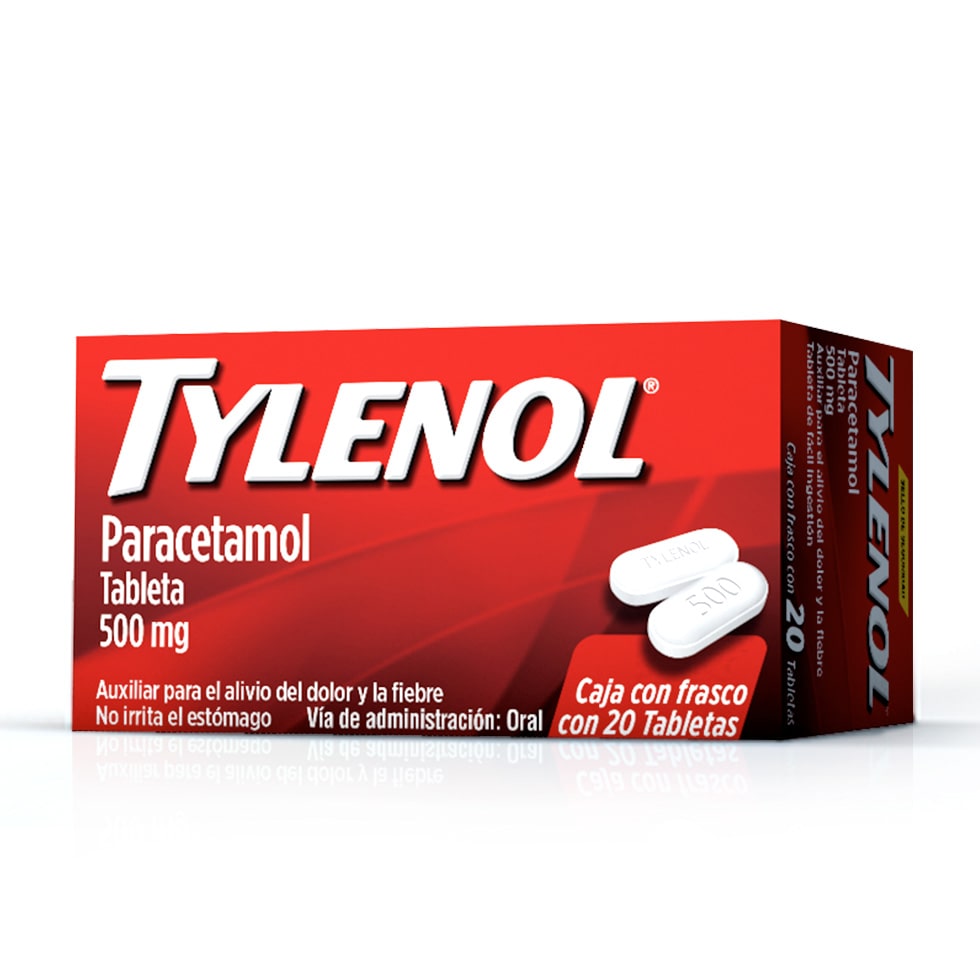 TYLENOL®
Paracetamol
Tableta
500 mg
Auxiliar para el alivio del dolor y la fiebre
No irrita el estómago Vía de administración: Oral
TYLENOL
500
Caja con frasco
con 20 Tabletas
TYLENOL
Paracetamol
Tableta
500 mg
Auxiliar para el alivio del dolor y la fiebre
Tableta de fácil ingestión
Caja con frasco con 20 Tabletas